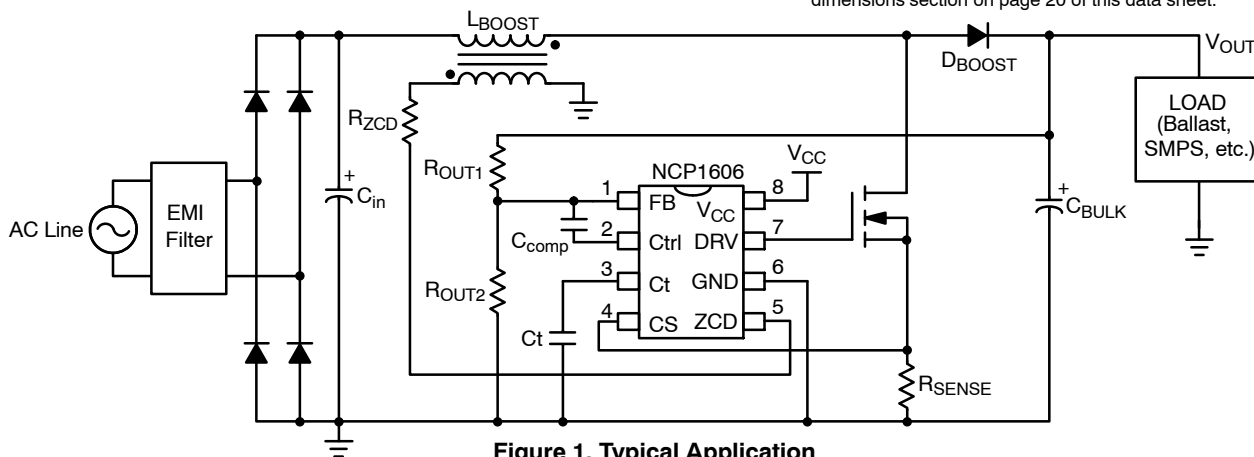 dimensions section on page 20 of this data sheet.
LBOOST
DBOOST
VOUT
LOAD
(Ballast,
SMPS, etc.)
RZCD
ROUT1
VCC
NCP1606
1
FB
VCC
8
2
Ctrl
DRV
7
3
Ct
GND
6
4
CS
ZCD
5
AC Line
EMI
Filter
+
Cin
Ccomp
+
CBULK
ROUT2
Ct
RSENSE
Figure 1. Typical Application